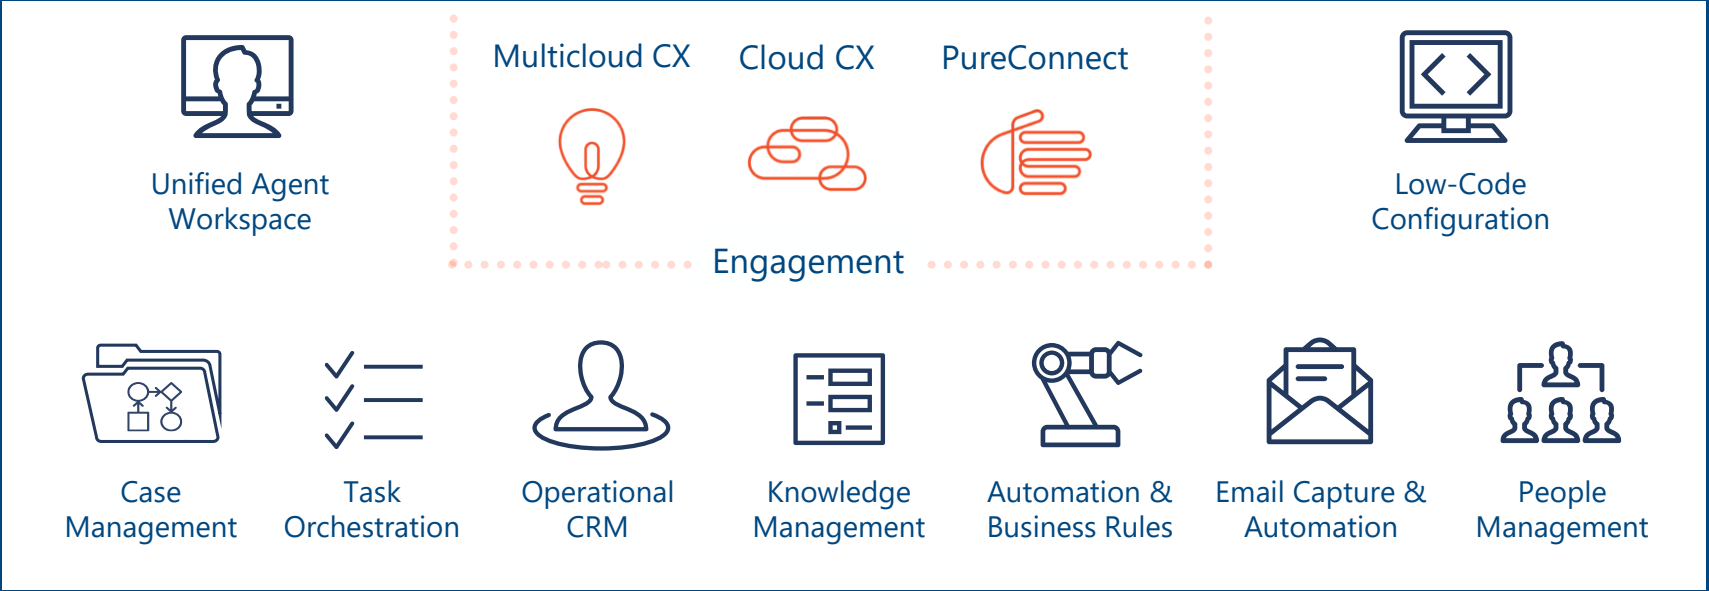 Multicloud CX
Cloud CX
PureConnect
Unified Agent
Workspace
Low-Code
Configuration
Engagement
Case
Management
Task
Orchestration
Operational
CRM
Knowledge
Management
Automation &
Business Rules
Email Capture &
Automation
People
Management